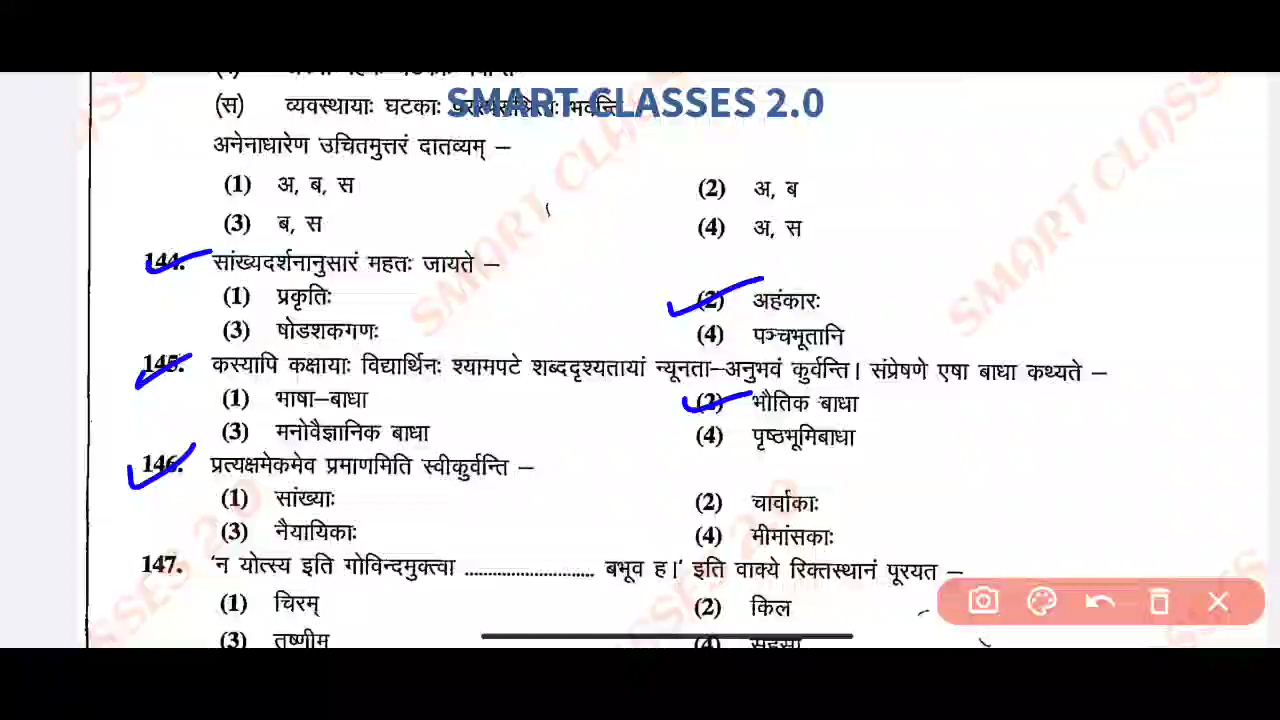 SMART CLASSES 2.0
(स) व्यवस्थायाः घटकाः भवन्ति
अनेनाधारेण उचितमुत्तरं दातव्यम् –
(1) अ, ब, स (2) अ, ब
(3) ब, स (4) अ, स
144. सांख्यदर्शनानुसारं महतः जायते –
(1) प्रकृतिः (2) अहंकारः
(3) षोडशकगणः (4) पञ्चभूतानि
145. कस्यापि कक्षायाः विद्यार्थिनः श्यामपटे शब्ददृश्यतायां न्यूनता–अनुभवं कुर्वन्ति। संप्रेषणे एषा बाधा कथ्यते –
(1) भाषा–बाधा (2) भौतिक बाधा
(3) मनोवैज्ञानिक बाधा (4) पृष्ठभूमिबाधा
146. प्रत्यक्षमेकमेव प्रमाणमिति स्वीकुर्वन्ति –
(1) सांख्याः (2) चार्वाकाः
(3) नैयायिकाः (4) मीमांसकाः
147. 'न योत्स्य इति गोविन्दमुक्त्वा .............................. बभूव ह।' इति वाक्ये रिक्तस्थानं पूरयत –
(1) चिरम् (2) किल
(3) तूष्णीम् (4) सहसा